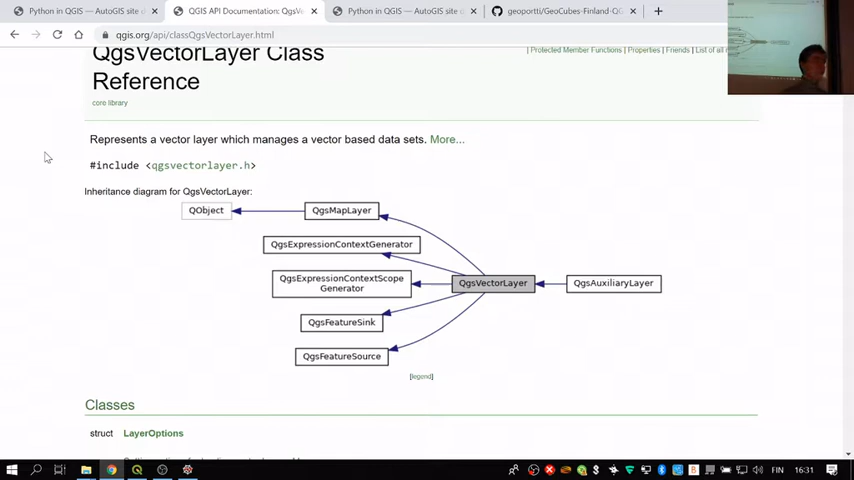 Python in QGIS — AutoGIS site d
QGIS API Documentation: QgsVe
Python in QGIS — AutoGIS site d
geoportti/GeoCubes-Finland-QG
qgis.org/api/classQgsVectorLayer.html
QgsVectorLayer Class
Reference
| Protected Member Functions | Properties | Friends | List of all
core library
Represents a vector layer which manages a vector based data sets. More...
#include <qgsvectorlayer.h>
Inheritance diagram for QgsVectorLayer:
QObject
QgsMapLayer
QgsExpressionContextGenerator
QgsExpressionContextScope
Generator
QgsVectorLayer
QgsAuxiliaryLayer
QgsFeatureSink
QgsFeatureSource
[legend]
Classes
struct LayerOptions
FIN
16:31